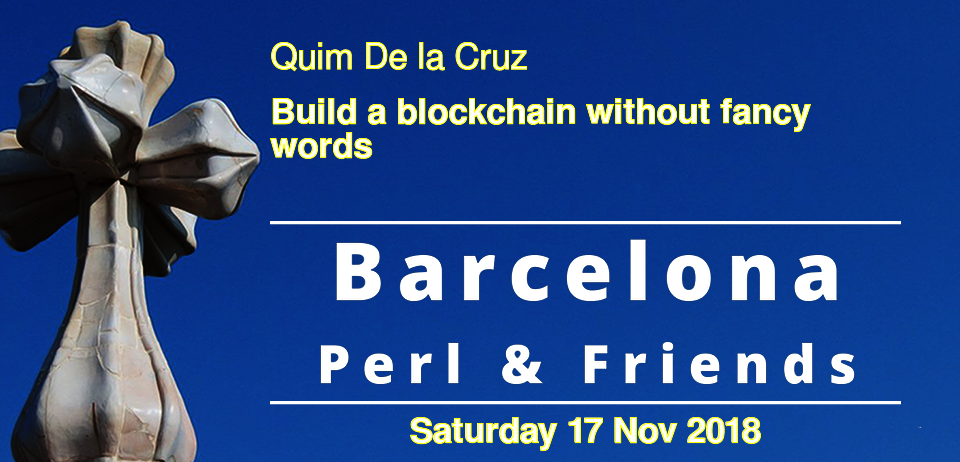 Quim De la Cruz
Build a blockchain without fancy
words
Barcelona
Perl & Friends
Saturday 17 Nov 2018